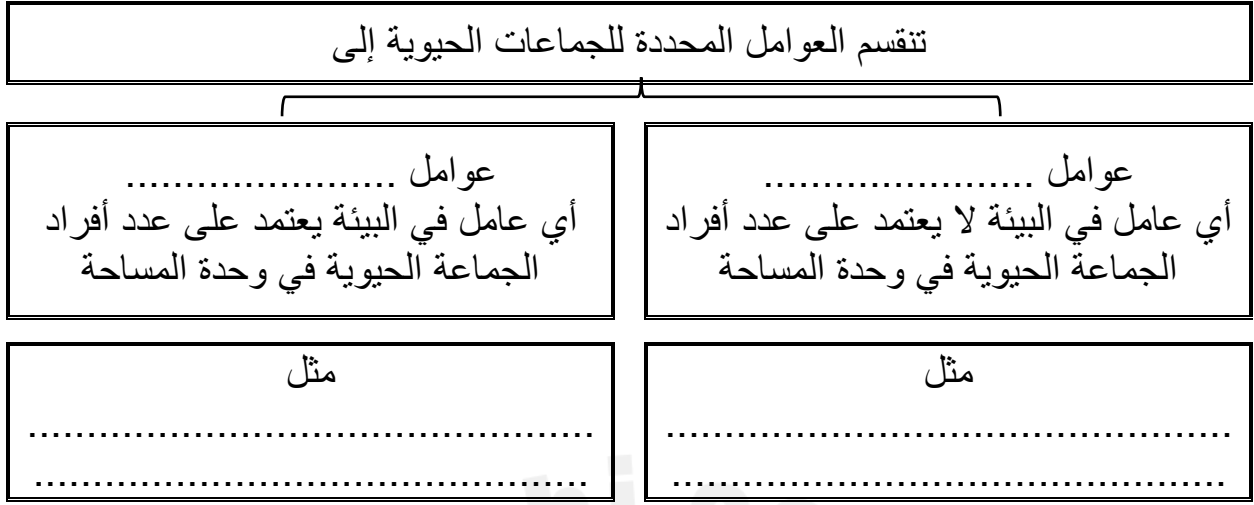 تنقسم العوامل المحددة للجماعات الحيوية إلى
عوامل .......................
أي عامل في البيئة لا يعتمد على عدد أفراد
الجماعة الحيوية في وحدة المساحة
عوامل .......................
أي عامل في البيئة يعتمد على عدد أفراد
الجماعة الحيوية في وحدة المساحة
مثل
................................................
...............................................
مثل
................................................
...............................................